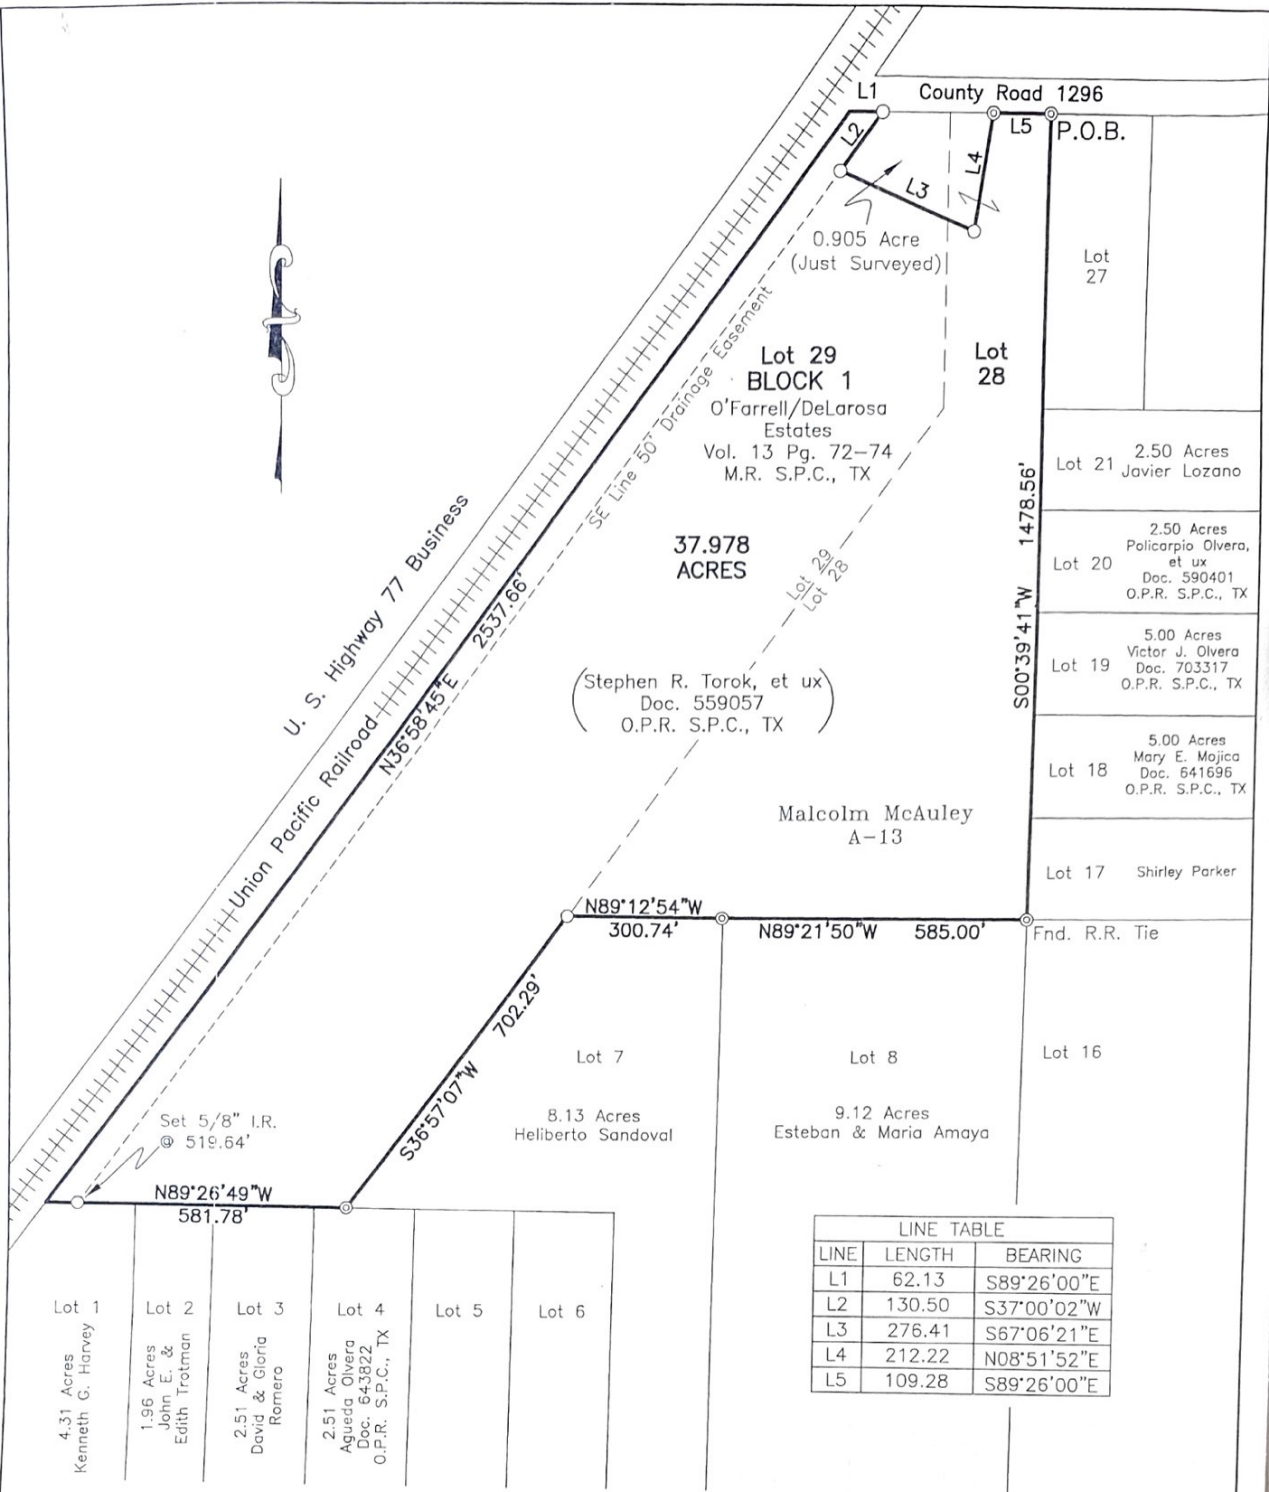 L1
County Road 1296
L2
L5
P.O.B.
L4
L3
0.905 Acre
(Just Surveyed)
Lot
27
Lot 29
BLOCK 1
O'Farrell/DeLarosa
Estates
Vol. 13 Pg. 72-74
M.R. S.P.C., TX
Lot
28
SE Line 50' Drainage Easement
37.978
ACRES
Lot 29
Lot 28
S00°39'41"W 1478.56'
Lot 21
2.50 Acres
Javier Lozano
Lot 20
2.50 Acres
Policarpio Olvera,
et ux
Doc. 590401
O.P.R. S.P.C., TX
Lot 19
5.00 Acres
Victor J. Olvera
Doc. 703317
O.P.R. S.P.C., TX
Lot 18
5.00 Acres
Mary E. Mojica
Doc. 641696
O.P.R. S.P.C., TX
Lot 17
Shirley Parker
U. S. Highway 77 Business
Union Pacific Railroad
N36°58'45"E 2537.66'
(Stephen R. Torok, et ux
Doc. 559057
O.P.R. S.P.C., TX)
Malcolm McAuley
A-13
N89°12'54"W
300.74'
N89°21'50"W 585.00'
Fnd. R.R. Tie
S36°57'07"W 702.29'
Lot 7
8.13 Acres
Heliberto Sandoval
Lot 8
9.12 Acres
Esteban & Maria Amaya
Lot 16
Set 5/8" I.R.
@ 519.64'
N89°26'49"W
581.78'
Lot 1
4.31 Acres
Kenneth G. Harvey
Lot 2
1.96 Acres
John E. &
Edith Trotman
Lot 3
2.51 Acres
David & Gloria
Romero
Lot 4
2.51 Acres
Agueda Olvera
Doc. 643822
O.P.R. S.P.C., TX
Lot 5
Lot 6
LINE TABLE
LINE LENGTH BEARING
L1 62.13 S89°26'00"E
L2 130.50 S37°00'02"W
L3 276.41 S67°06'21"E
L4 212.22 N08°51'52"E
L5 109.28 S89°26'00"E